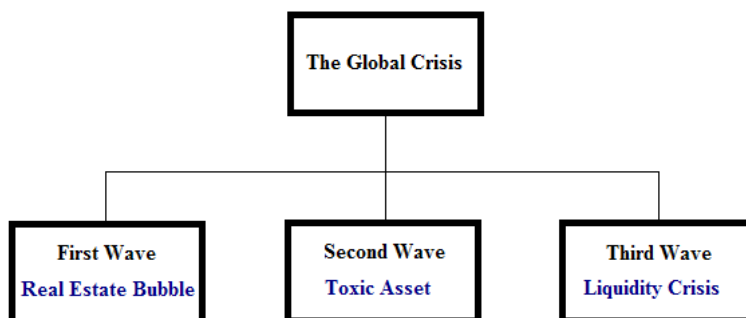 The Global Crisis
First Wave
Real Estate Bubble
Second Wave
Toxic Asset
Third Wave
Liquidity Crisis